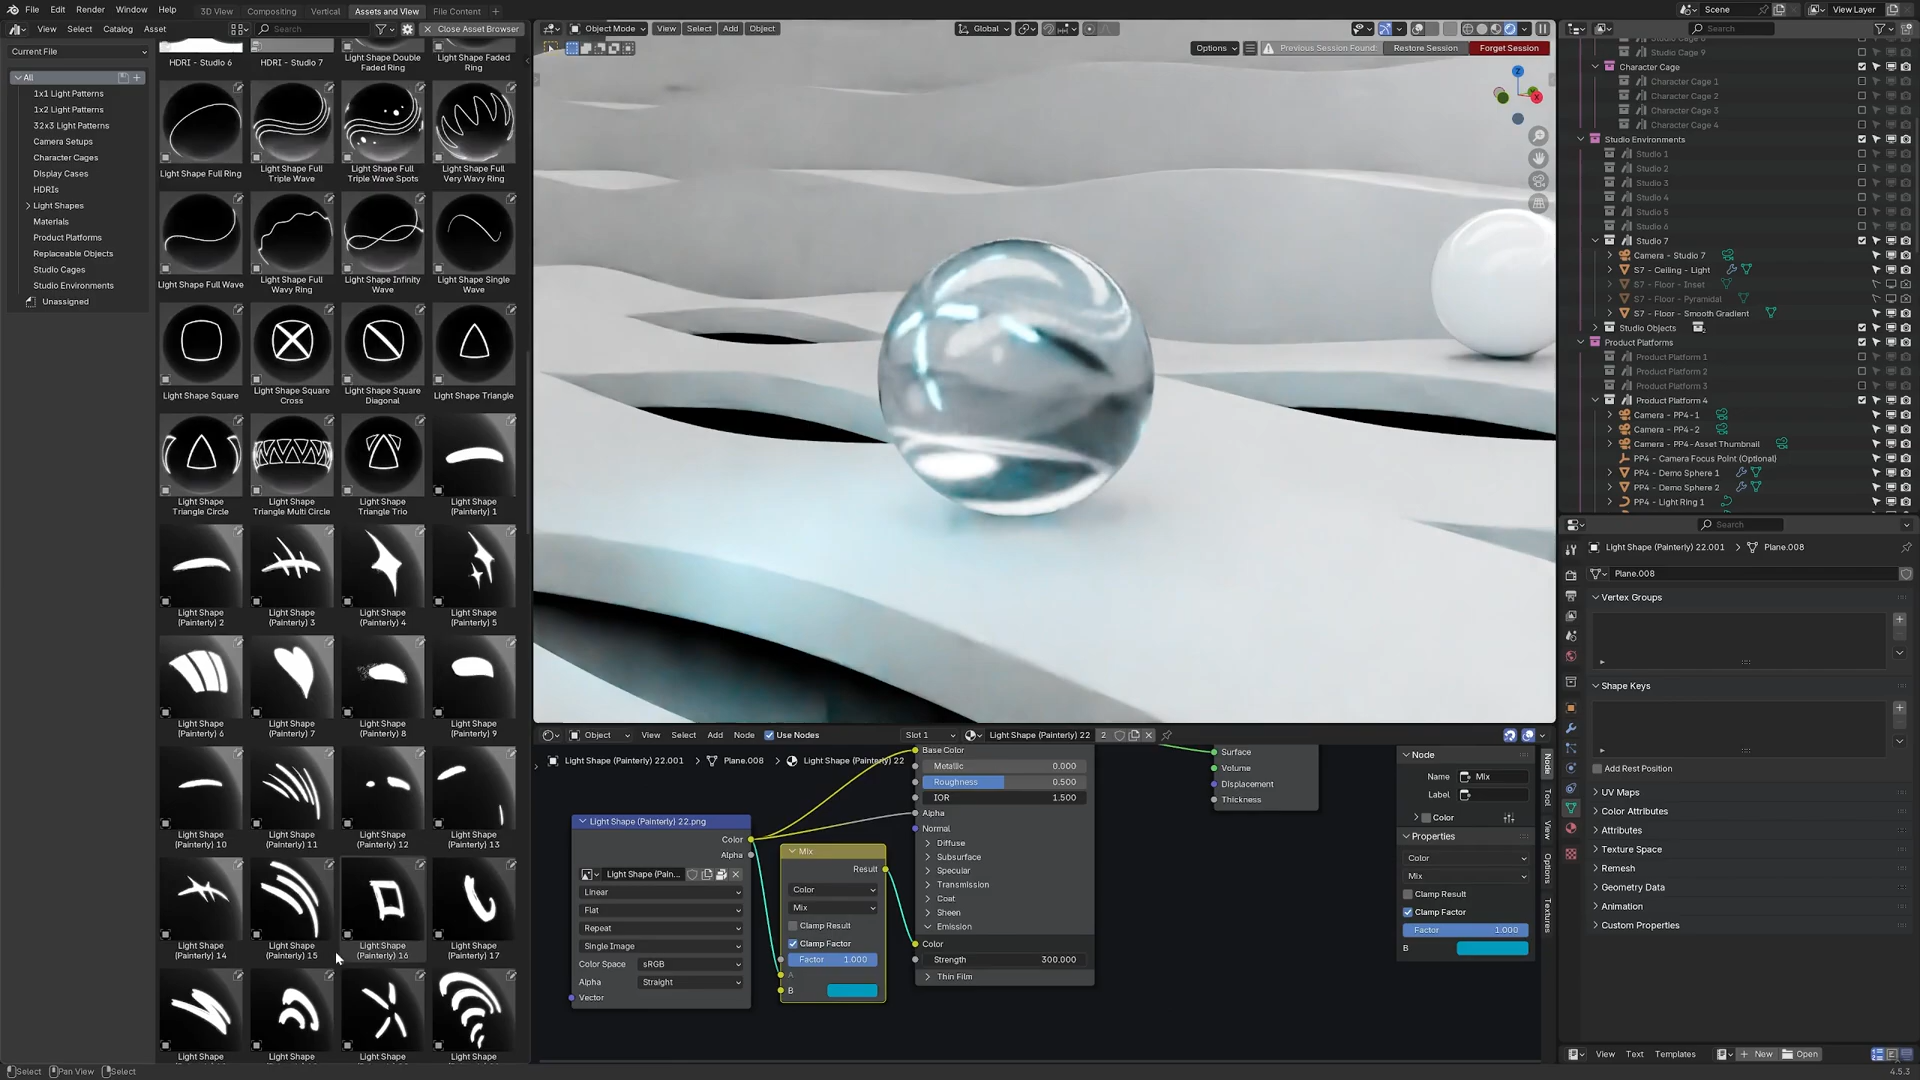 File Edit Render Window Help
3D View Compositing Vertical Assets and View File Content +
Scene
View Layer
View Select Catalog Asset
Search
Close Asset Browser
Current File
All
1x1 Light Patterns
1x2 Light Patterns
32x3 Light Patterns
Camera Setups
Character Cages
Display Cases
HDRIs
Light Shapes
Materials
Product Platforms
Replaceable Objects
Studio Cages
Studio Environments
Unassigned
HDRI - Studio 6
HDRI - Studio 7
Light Shape Double Faded Ring
Light Shape Faded Ring
Light Shape Full Ring
Light Shape Full Triple Wave
Light Shape Full Triple Wave Spots
Light Shape Full Very Wavy Ring
Light Shape Full Wave
Light Shape Full Wavy Ring
Light Shape Infinity Wave
Light Shape Single Wave
Light Shape Square
Light Shape Square Cross
Light Shape Square Diagonal
Light Shape Triangle
Light Shape Triangle Circle
Light Shape Triangle Multi Circle
Light Shape Triangle Trio
Light Shape (Painterly) 1
Light Shape (Painterly) 2
Light Shape (Painterly) 3
Light Shape (Painterly) 4
Light Shape (Painterly) 5
Light Shape (Painterly) 6
Light Shape (Painterly) 7
Light Shape (Painterly) 8
Light Shape (Painterly) 9
Light Shape (Painterly) 10
Light Shape (Painterly) 11
Light Shape (Painterly) 12
Light Shape (Painterly) 13
Light Shape (Painterly) 14
Light Shape (Painterly) 15
Light Shape (Painterly) 16
Light Shape (Painterly) 17
Light Shape
Light Shape
Light Shape
Light Shape
Object Mode View Select Add Object
Global
Options
Previous Session Found: Restore Session Forget Session
Z
X
Object View Select Add Node Use Nodes
Slot 1
Light Shape (Painterly) 22 2
Light Shape (Painterly) 22.001 > Plane.008 > Light Shape (Painterly) 22
Light Shape (Painterly) 22.png
Color
Alpha
Light Shape (Pain...
Linear
Flat
Repeat
Single Image
Color Space sRGB
Alpha Straight
Vector
Mix
Result
Color
Mix
Clamp Result
Clamp Factor
Factor 1.000
A
B
Base Color
Metallic 0.000
Roughness 0.500
IOR 1.500
Alpha
Normal
Diffuse
Subsurface
Specular
Transmission
Coat
Sheen
Emission
Color
Strength 300.000
Thin Film
Surface
Volume
Displacement
Thickness
Node
Name Mix
Label
Color
Properties
Color
Mix
Clamp Result
Clamp Factor
Factor 1.000
B
Node
Tool
View
Options
Textures
Search
Studio Cage 9
Character Cage
Character Cage 1
Character Cage 2
Character Cage 3
Character Cage 4
Studio Environments
Studio 1
Studio 2
Studio 3
Studio 4
Studio 5
Studio 6
Studio 7
Camera - Studio 7
S7 - Ceiling - Light
S7 - Floor - Inset
S7 - Floor - Pyramidal
S7 - Floor - Smooth Gradient
Studio Objects
Product Platforms
Product Platform 1
Product Platform 2
Product Platform 3
Product Platform 4
Camera - PP4-1
Camera - PP4-2
Camera - PP4-Asset Thumbnail
PP4 - Camera Focus Point (Optional)
PP4 - Demo Sphere 1
PP4 - Demo Sphere 2
PP4 - Light Ring 1
Search
Light Shape (Painterly) 22.001 > Plane.008
Plane.008
Vertex Groups
Shape Keys
Add Rest Position
UV Maps
Color Attributes
Attributes
Texture Space
Remesh
Geometry Data
Animation
Custom Properties
View Text Templates
New Open
Select Pan View Select
4.5.3